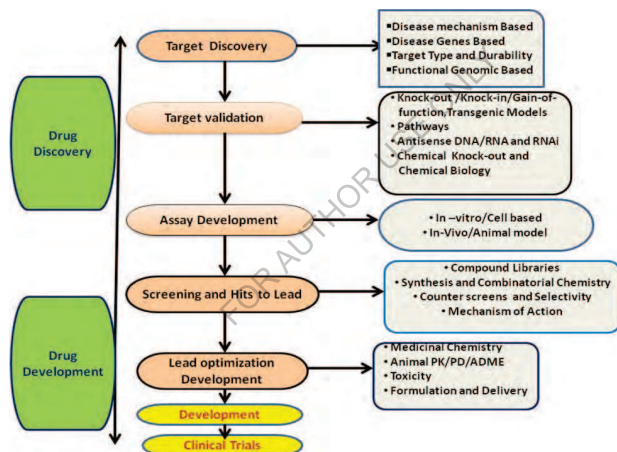 Target Discovery
▪Disease mechanism Based
▪Disease Genes Based
▪Target Type and Durability
▪Functional Genomic Based
Drug
Discovery
Target validation
• Knock-out /Knock-in/Gain-of-
function,Transgenic Models
• Pathways
• Antisense DNA/RNA and RNAi
• Chemical Knock-out and
Chemical Biology
Assay Development
• In –vitro/Cell based
• In-Vivo/Animal model
Screening and Hits to Lead
• Compound Libraries
• Synthesis and Combinatorial Chemistry
• Counter screens and Selectivity
• Mechanism of Action
Drug
Development
Lead optimization
Development
• Medicinal Chemistry
• Animal PK/PD/ADME
• Toxicity
• Formulation and Delivery
Development
Clinical Trials
FOR AUTHOR USE ONLY